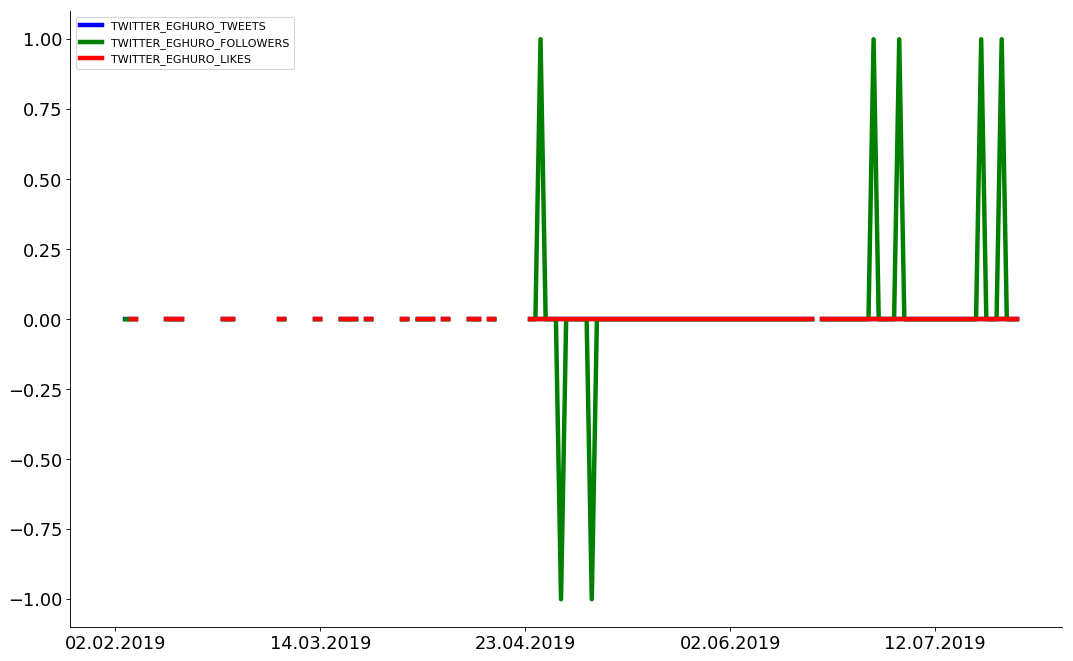 TWITTER_EGHURO_TWEETS
TWITTER_EGHURO_FOLLOWERS
TWITTER_EGHURO_LIKES
1.00
0.75
0.50
0.25
0.00
−0.25
−0.50
−0.75
−1.00
02.02.2019 14.03.2019 23.04.2019 02.06.2019 12.07.2019